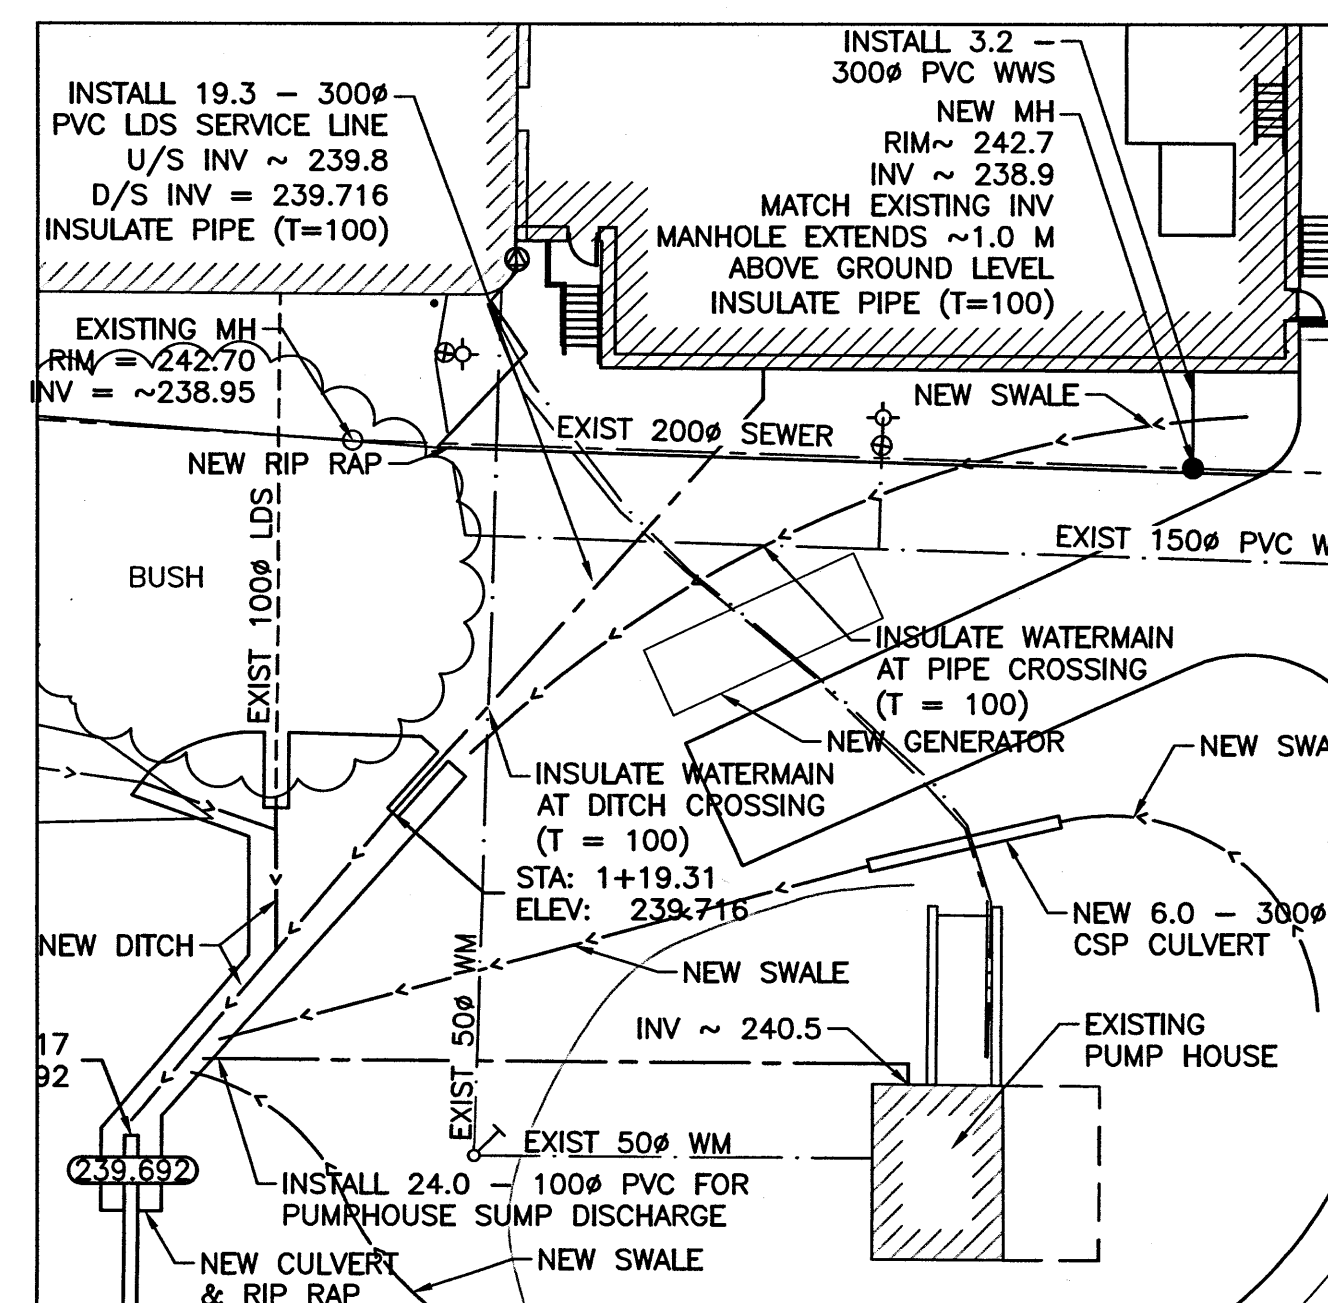 INSTALL 19.3 – 300ø
PVC LDS SERVICE LINE
U/S INV ~ 239.8
D/S INV = 239.716
INSULATE PIPE (T=100)
INSTALL 3.2 –
300ø PVC WWS
NEW MH
RIM~ 242.7
INV ~ 238.9
MATCH EXISTING INV
MANHOLE EXTENDS ~1.0 M
ABOVE GROUND LEVEL
INSULATE PIPE (T=100)
EXISTING MH
RIM = 242.70
INV = ~238.95
NEW SWALE
EXIST 200ø SEWER
NEW RIP RAP
EXIST 100ø LDS
BUSH
EXIST 150ø PVC W
INSULATE WATERMAIN
AT PIPE CROSSING
(T = 100)
NEW GENERATOR
NEW SWA
INSULATE WATERMAIN
AT DITCH CROSSING
(T = 100)
STA: 1+19.31
ELEV: 239.716
NEW 6.0 – 300ø
CSP CULVERT
NEW DITCH
NEW SWALE
EXIST 50ø WM
INV ~ 240.5
EXISTING
PUMP HOUSE
17
92
EXIST 50ø WM
239.692
INSTALL 24.0 – 100ø PVC FOR
PUMPHOUSE SUMP DISCHARGE
NEW CULVERT
& RIP RAP
NEW SWALE